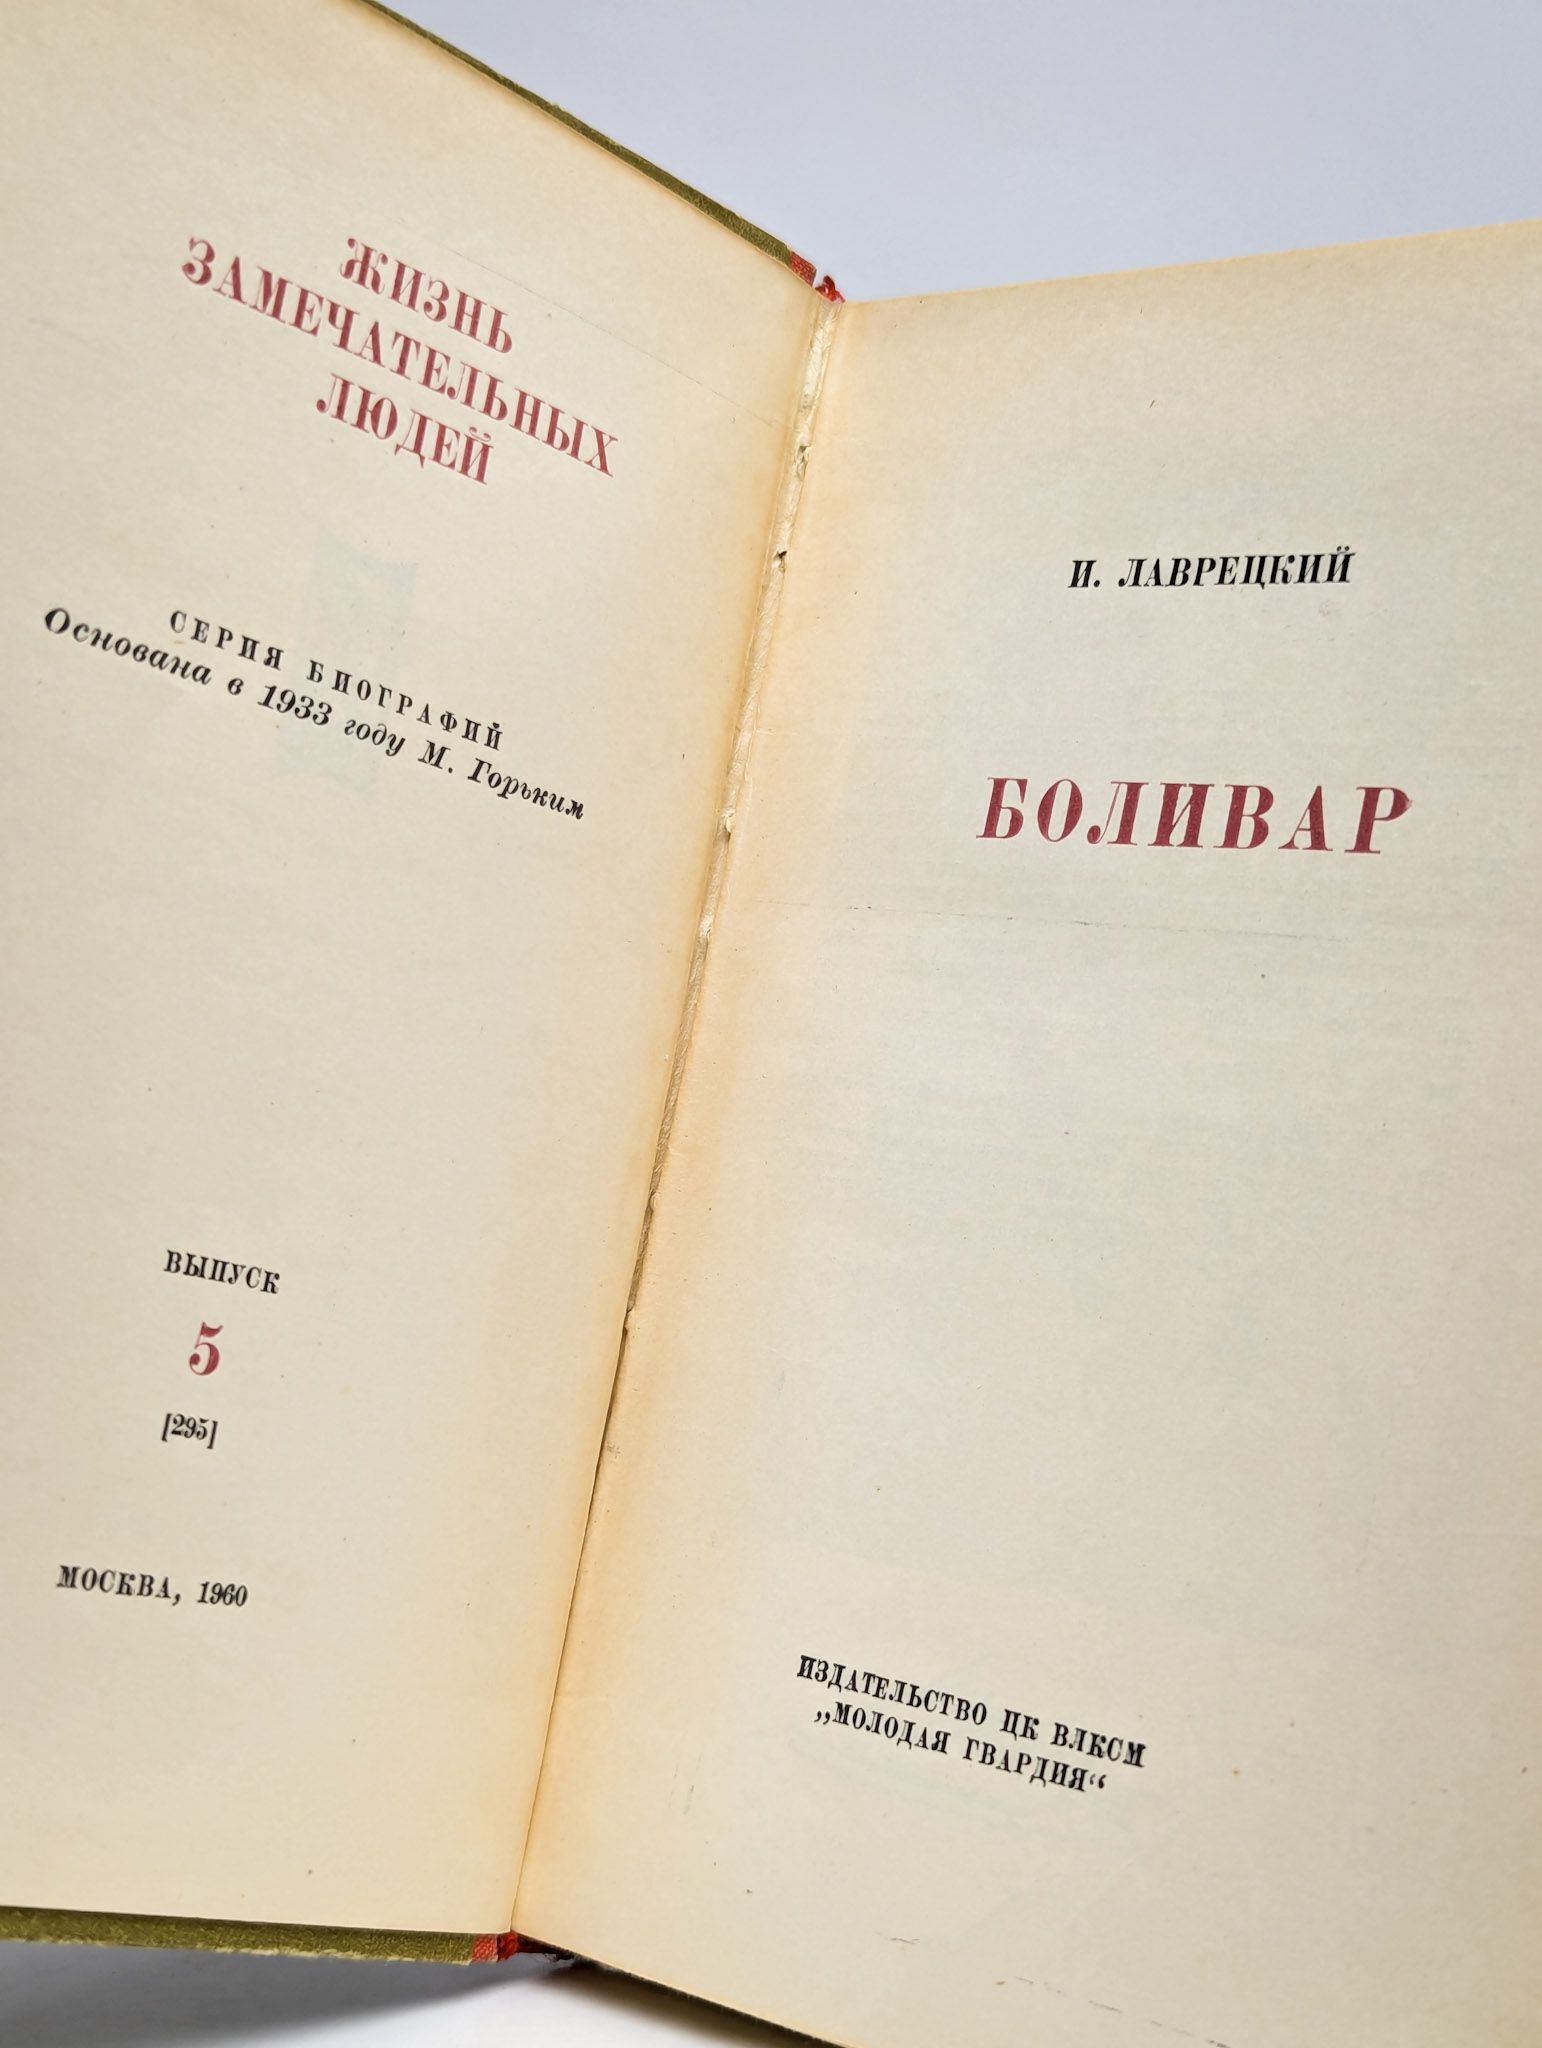 ЖИЗНЬ
ЗАМЕЧАТЕЛЬНЫХ
ЛЮДЕЙ
СЕРИЯ БИОГРАФИЙ
Основана в 1933 году М. Горьким
ВЫПУСК
5
[295]
МОСКВА, 1960
И. ЛАВРЕЦКИЙ
БОЛИВАР
ИЗДАТЕЛЬСТВО ЦК ВЛКСМ
„МОЛОДАЯ ГВАРДИЯ“